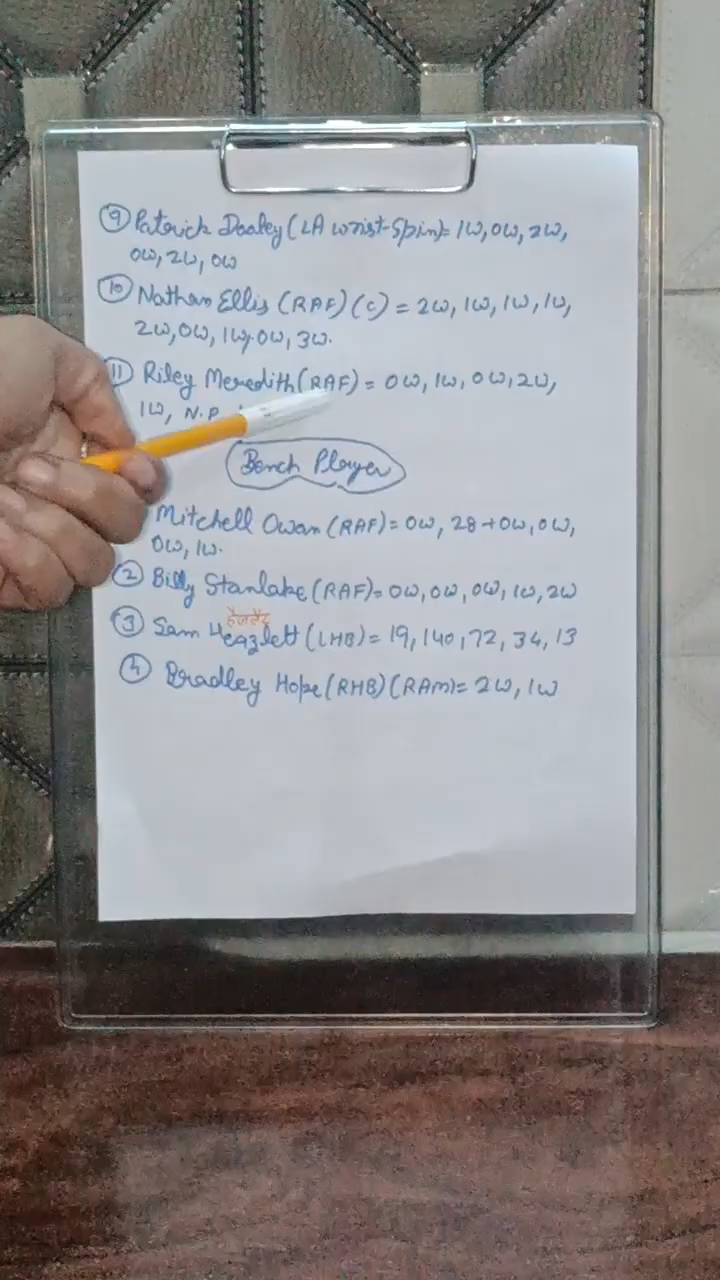 ⑨ Patrick Dooley (LA wrist-spin)= 1W, 0W, 2W,
0W, 2W, 0W
⑩ Nathan Ellis (RAF) (C) = 2W, 1W, 1W, 1W,
2W, 0W, 1W, 0W, 3W.
⑪ Riley Meredith (RAF) = 0W, 1W, 0W, 2W,
1W, N.P
Bench Player
Mitchell Owan (RAF)= 0W, 28+0W, 0W,
0W, 1W.
② Billy Stanlake (RAF)= 0W, 0W, 0W, 1W, 2W
हेजलेट
③ Sam Heazlett (LHB) = 19, 140, 72, 34, 13
④ Bradley Hope (RHB) (RAM)= 2W, 1W